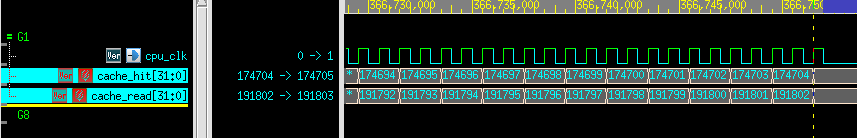 366,730,000 366,735,000 366,740,000 366,745,000 366,750
G1
Var cpu_clk 0 -> 1
Var cache_hit[31:0] 174704 -> 174705 * 174694 174695 174696 174697 174698 174699 174700 174701 174702 174703 174704
Var cache_read[31:0] 191802 -> 191803 * 191792 191793 191794 191795 191796 191797 191798 191799 191800 191801 191802
G8